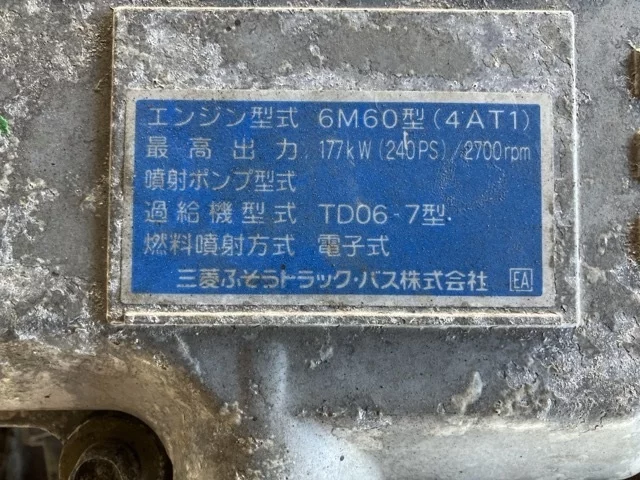 エンジン型式 6M60型(4AT1)
最高出力 177kW(240PS)/2700rpm
噴射ポンプ型式
過給機型式 TD06-7型.
燃料噴射方式 電子式
三菱ふそうトラック・バス株式会社 EA